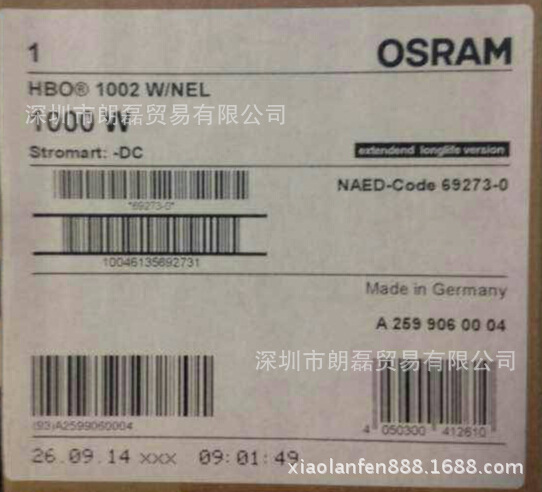 1
OSRAM
HBO® 1002 W/NEL
深圳市朗磊贸易有限公司
1000 W
Stromart: -DC
extendend longlife version
NAED-Code 69273-0
*69273-0*
10046135692731
Made in Germany
A 259 906 00 04
深圳市朗磊贸易有限公司
(93)A2599060004
4 050300 412610
26.09.14 xxx 09:01:49
xiaolanfen888.1688.com